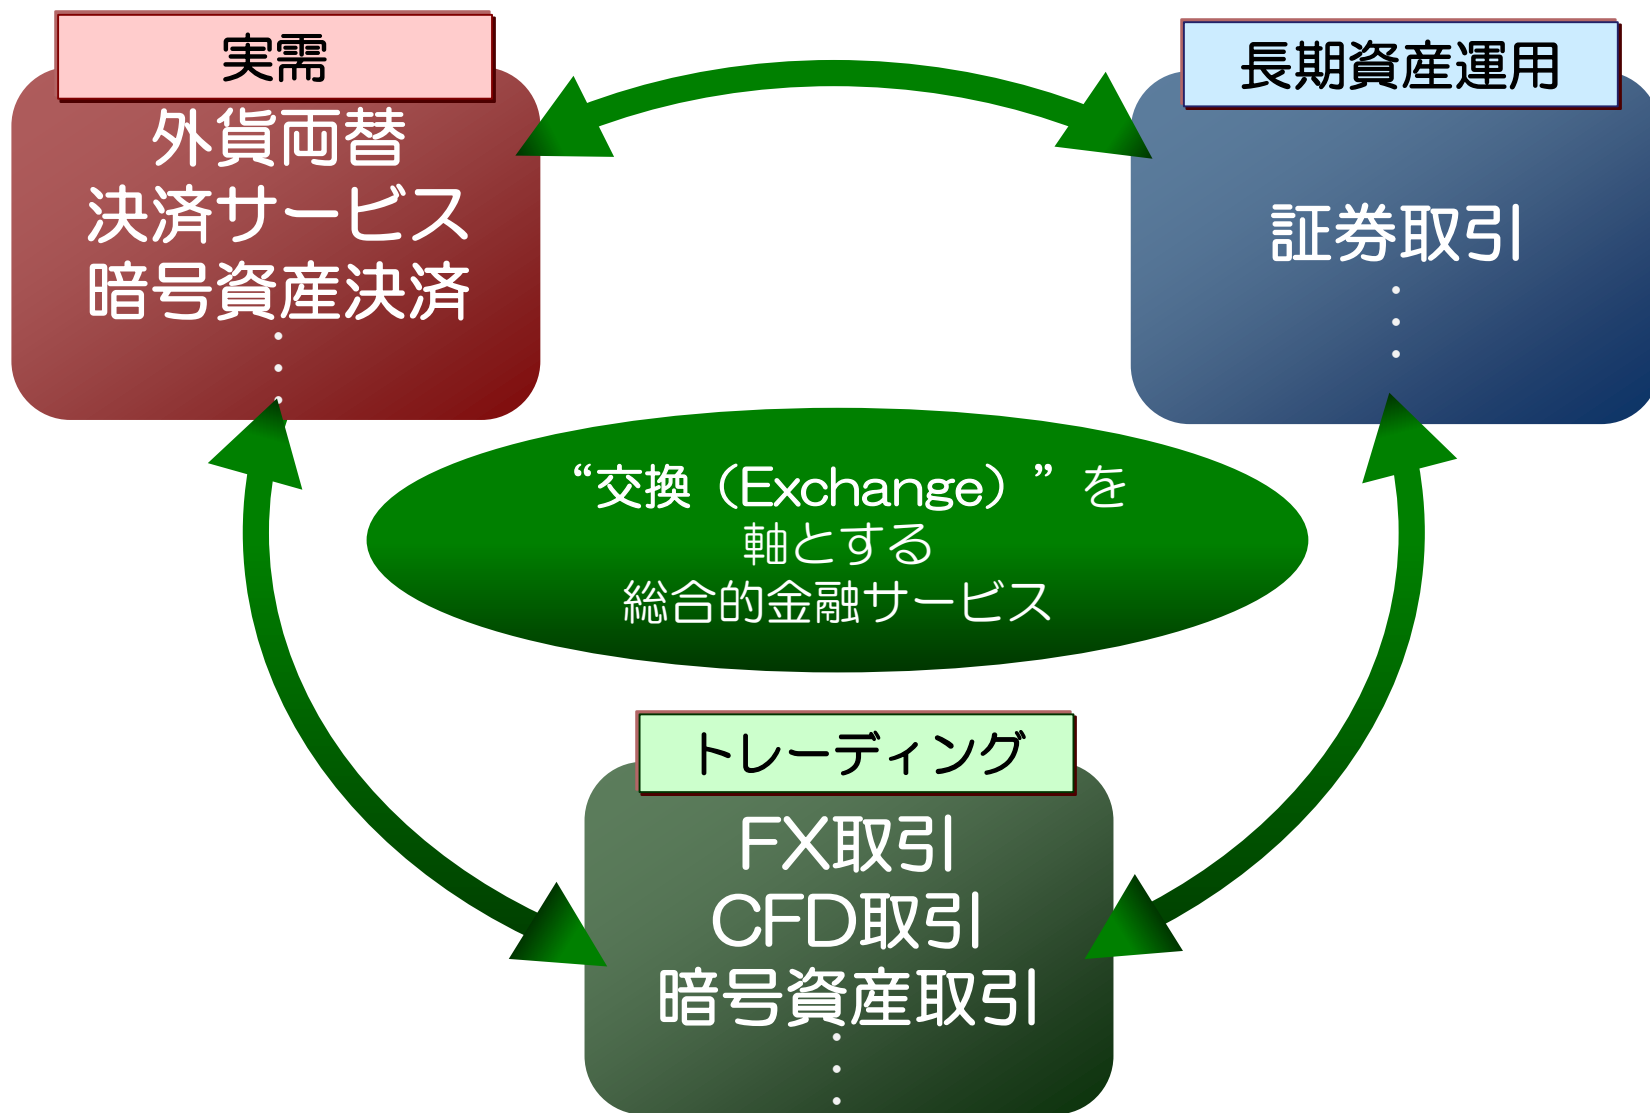 実需
外貨両替
決済サービス
暗号資産決済
・
・
・
長期資産運用
証券取引
・
・
・
“交換（Exchange）”を
軸とする
総合的金融サービス
トレーディング
FX取引
CFD取引
暗号資産取引
・
・
・